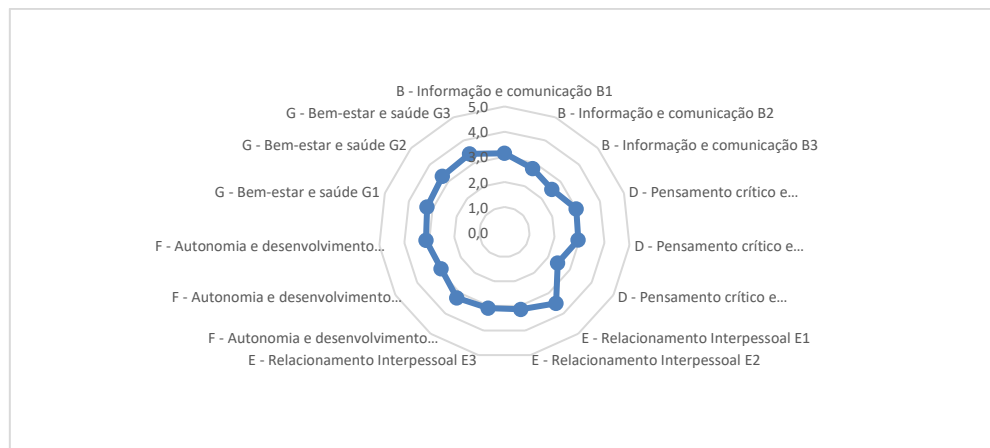 B - Informação e comunicação B1
5,0
G - Bem-estar e saúde G3
B - Informação e comunicação B2
4,0
G - Bem-estar e saúde G2
B - Informação e comunicação B3
3,0
2,0
G - Bem-estar e saúde G1
D - Pensamento crítico e...
1,0
0,0
F - Autonomia e desenvolvimento...
D - Pensamento crítico e...
F - Autonomia e desenvolvimento...
D - Pensamento crítico e...
F - Autonomia e desenvolvimento...
E - Relacionamento Interpessoal E1
E - Relacionamento Interpessoal E3
E - Relacionamento Interpessoal E2